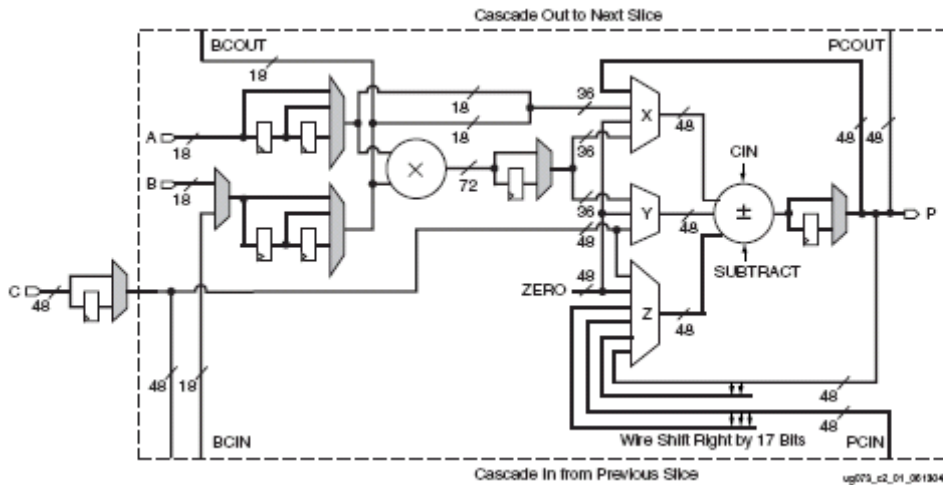 Cascade Out to Next Slice
BCOUT
PCOUT
18
18
18
36
X
48
48
48
A
18
36
CIN
B
18
×
72
36
Y
48
±
P
48
SUBTRACT
C
48
48
ZERO
Z
48
48
18
48
48
BCIN
Wire Shift Right by 17 Bits
48
PCIN
Cascade In from Previous Slice
ug073_c2_01_061304